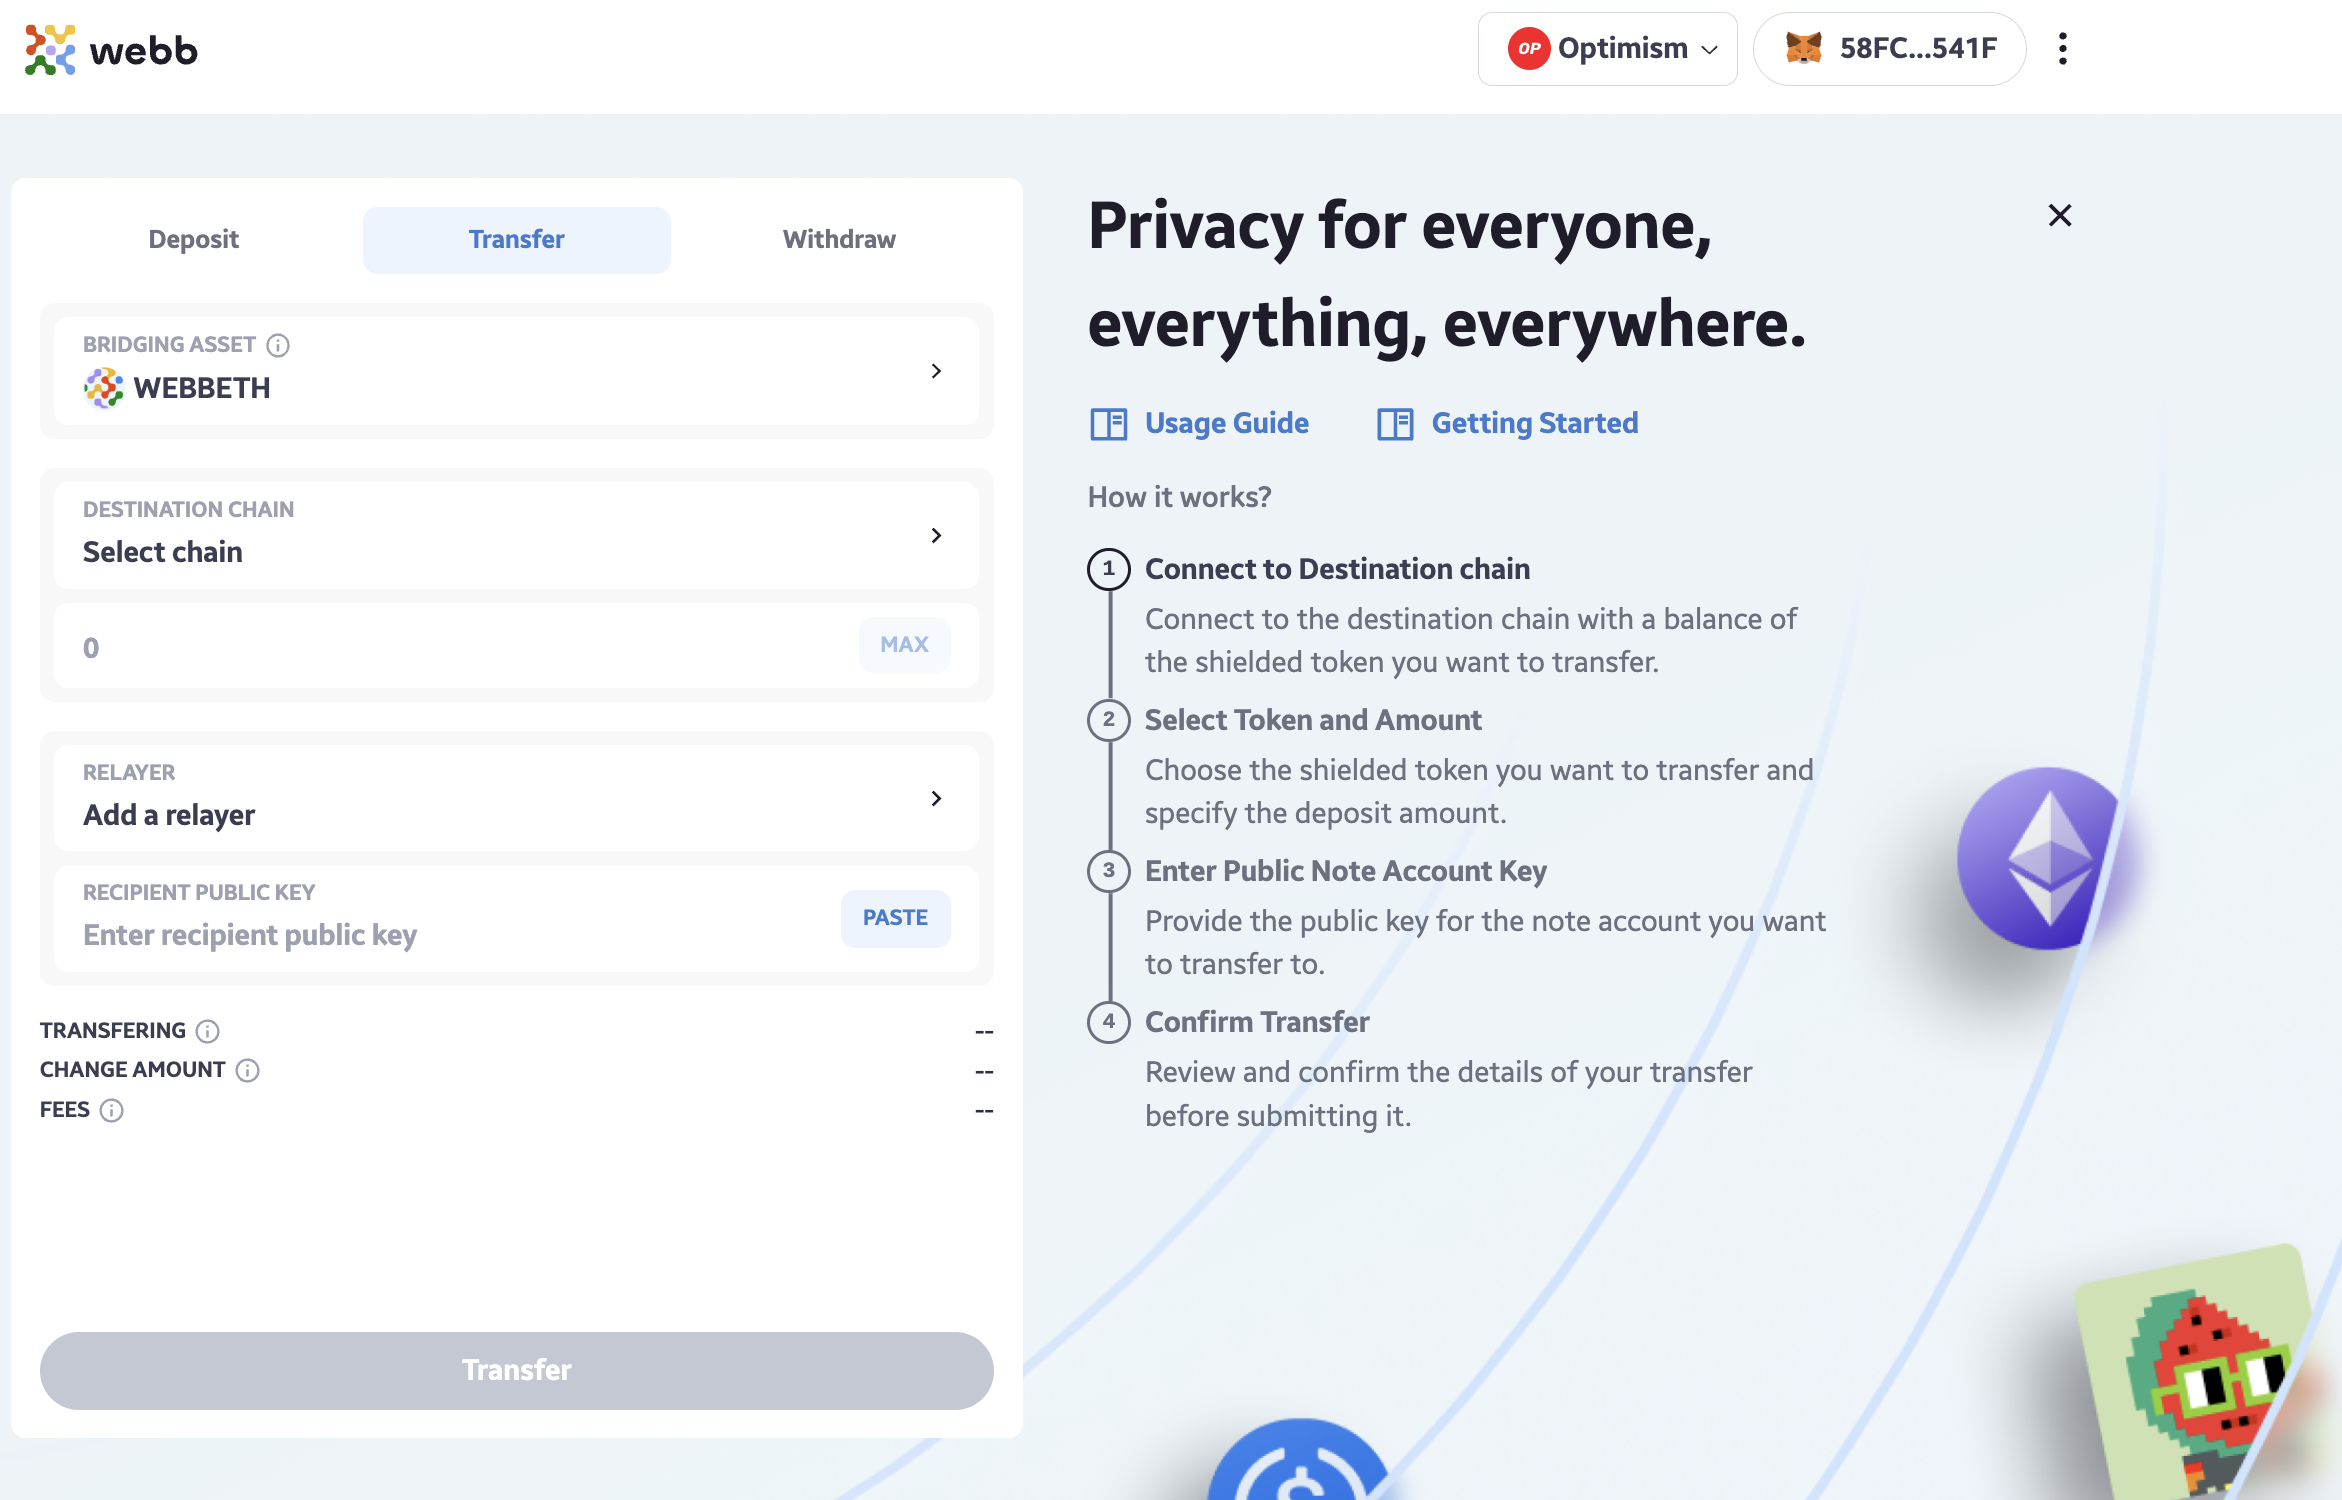 webb
OP Optimism
58FC...541F
Deposit
Transfer
Withdraw
BRIDGING ASSET
WEBBETH
DESTINATION CHAIN
Select chain
0
MAX
RELAYER
Add a relayer
RECIPIENT PUBLIC KEY
Enter recipient public key
PASTE
TRANSFERING
--
CHANGE AMOUNT
--
FEES
--
Transfer
Privacy for everyone,
everything, everywhere.
Usage Guide
Getting Started
How it works?
1 Connect to Destination chain
Connect to the destination chain with a balance of
the shielded token you want to transfer.
2 Select Token and Amount
Choose the shielded token you want to transfer and
specify the deposit amount.
3 Enter Public Note Account Key
Provide the public key for the note account you want
to transfer to.
4 Confirm Transfer
Review and confirm the details of your transfer
before submitting it.